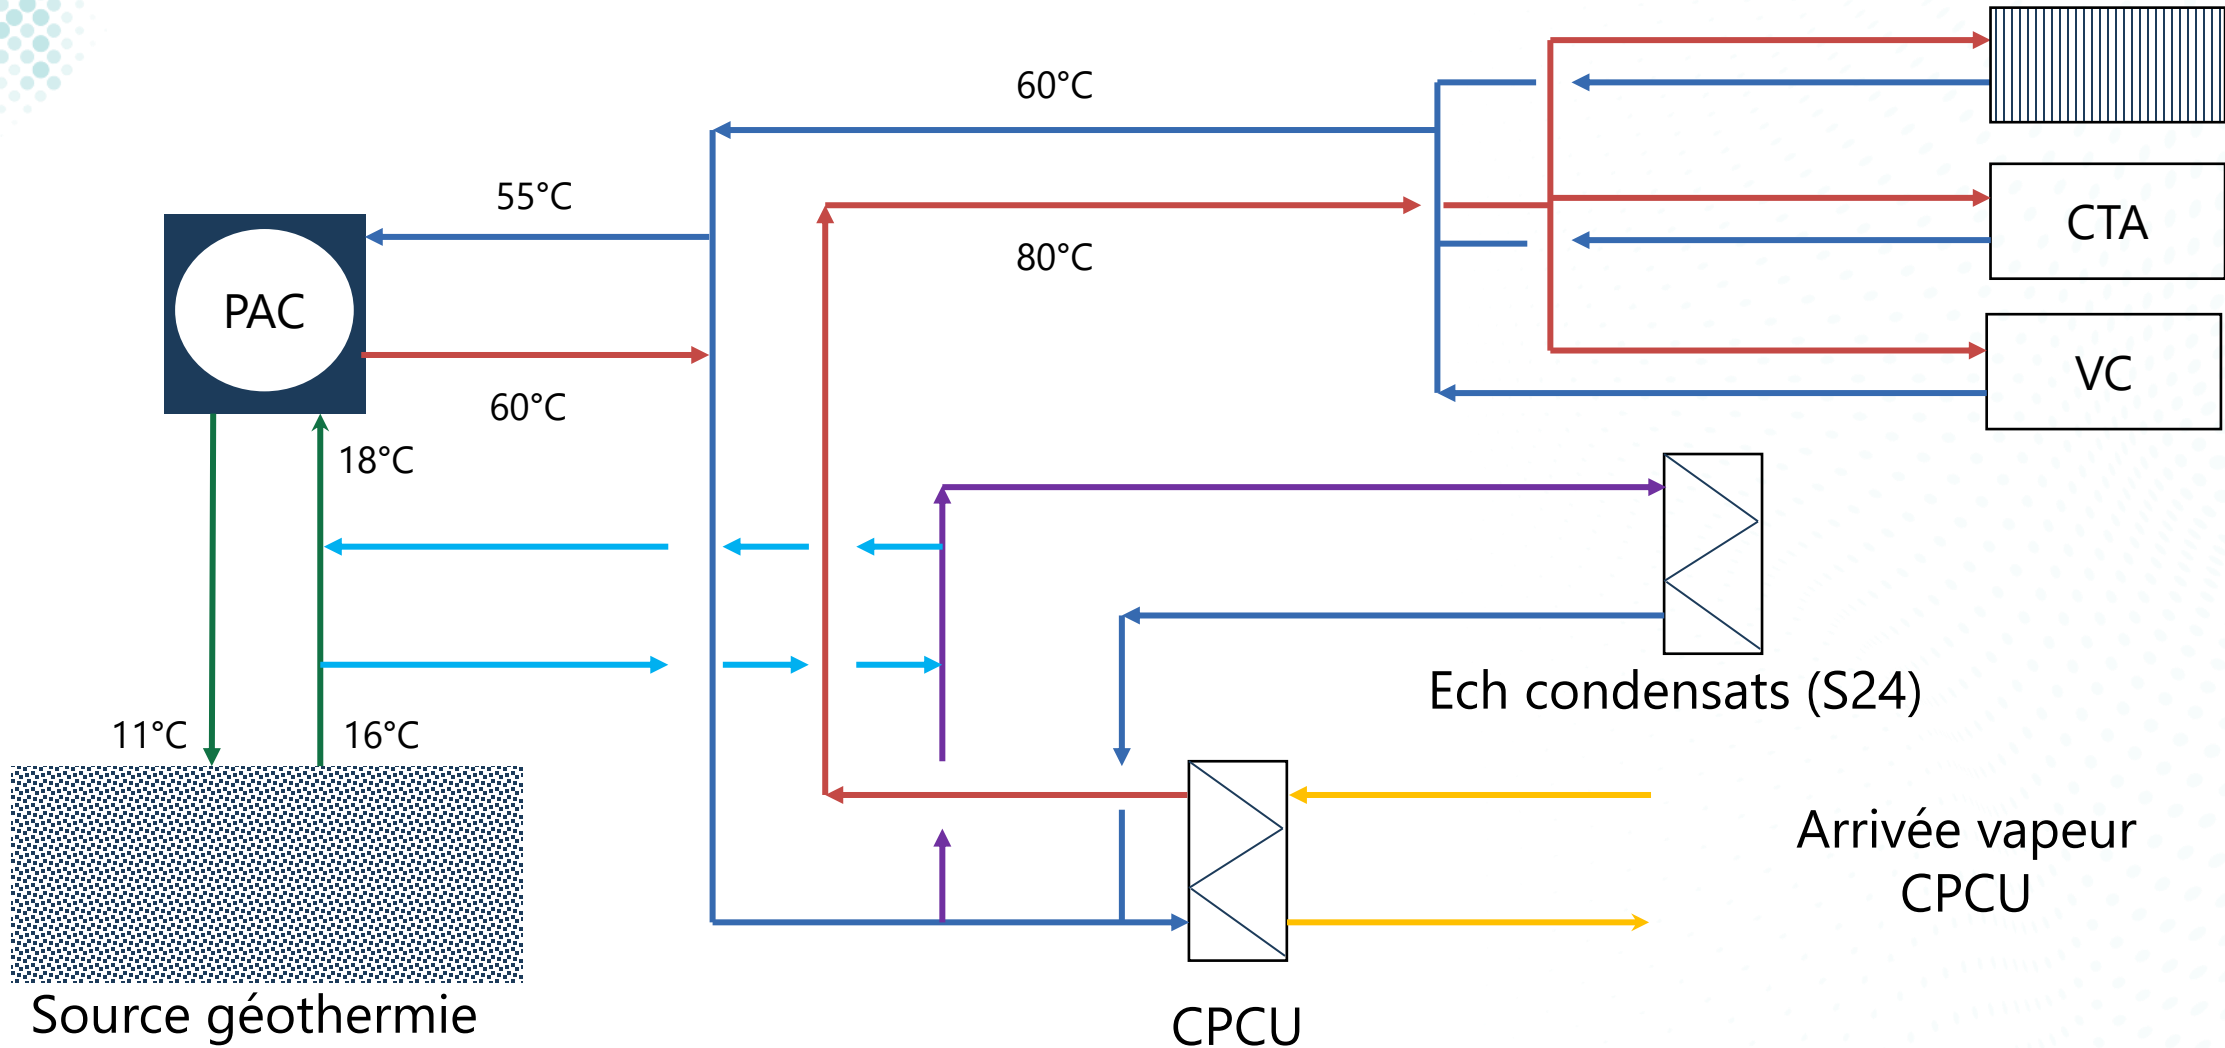 60°C
55°C
CTA
80°C
PAC
VC
60°C
18°C
Ech condensats (S24)
11°C
16°C
Arrivée vapeur
CPCU
Source géothermie
CPCU